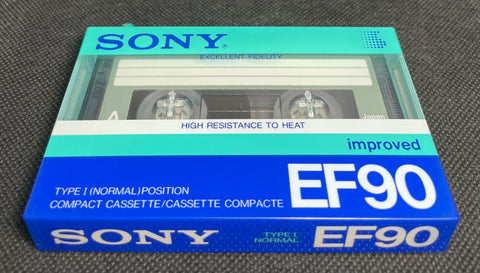 SONY®
EXCELLENT FIDELITY
A
Japan
HIGH RESISTANCE TO HEAT
improved
TYPE I (NORMAL) POSITION
COMPACT CASSETTE/CASSETTE COMPACTE
EF90
SONY
TYPE I
NORMAL
EF90